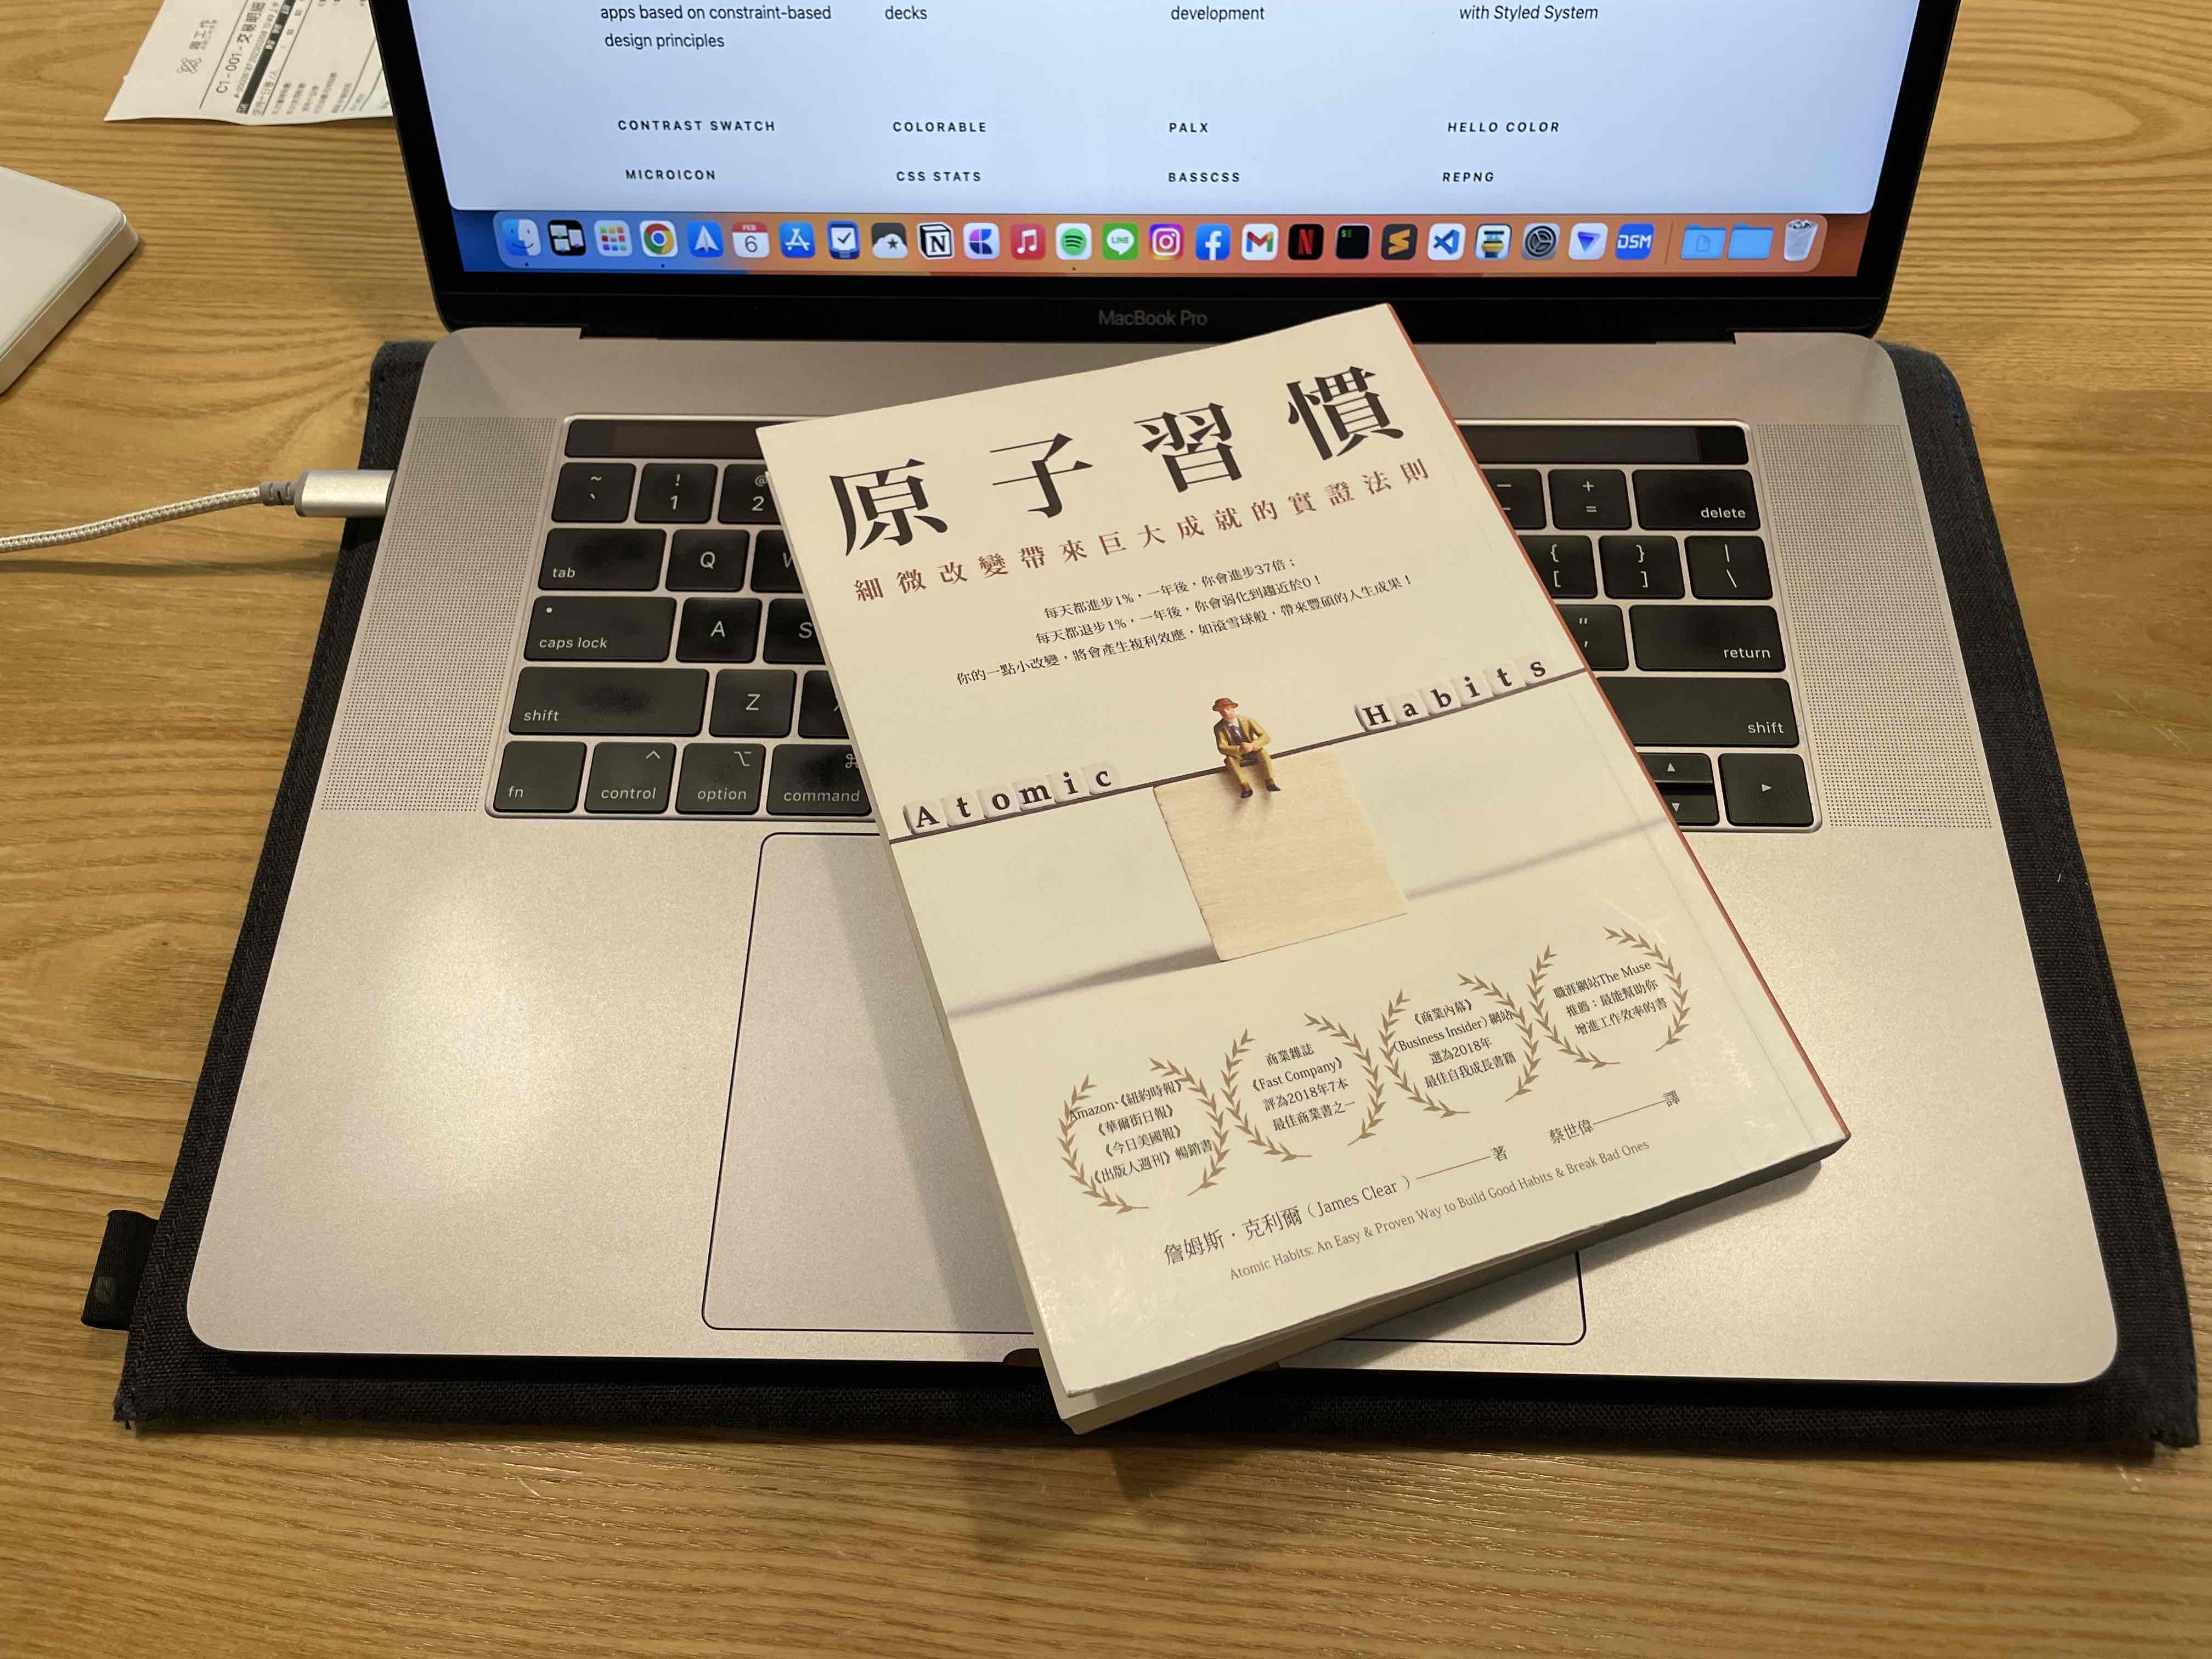 apps based on constraint-based
design principles
decks
development
with Styled System
CONTRAST SWATCH
COLORABLE
PALX
HELLO COLOR
MICROICON
CSS STATS
BASSCSS
REPNG
C1-001-交易明細
FEB
6
N
LINE
N
DSM
MacBook Pro
原子習慣
細微改變帶來巨大成就的實證法則
每天都進步1%,一年後,你會進步37倍;
每天都退步1%,一年後,你會弱化到趨近於0!
你的一點小改變,將會產生複利效應,如滾雪球般,帶來豐碩的人生成果!
Atomic Habits
Amazon、《紐約時報》
《華爾街日報》
《今日美國報》
《出版人週刊》暢銷書
商業雜誌
《Fast Company》
評為2018年7本
最佳商業書之一
《商業內幕》
(Business Insider)網站
選為2018年
最佳自我成長書籍
職涯網站The Muse
推薦:最能幫助你
增進工作效率的書
詹姆斯·克利爾(James Clear)——著 蔡世偉——譯
Atomic Habits: An Easy & Proven Way to Build Good Habits & Break Bad Ones
~ ! @ — +
` 1 2 - = delete
tab Q W { [ } ] | \
caps lock A S " ' return
shift Z shift
fn control option command